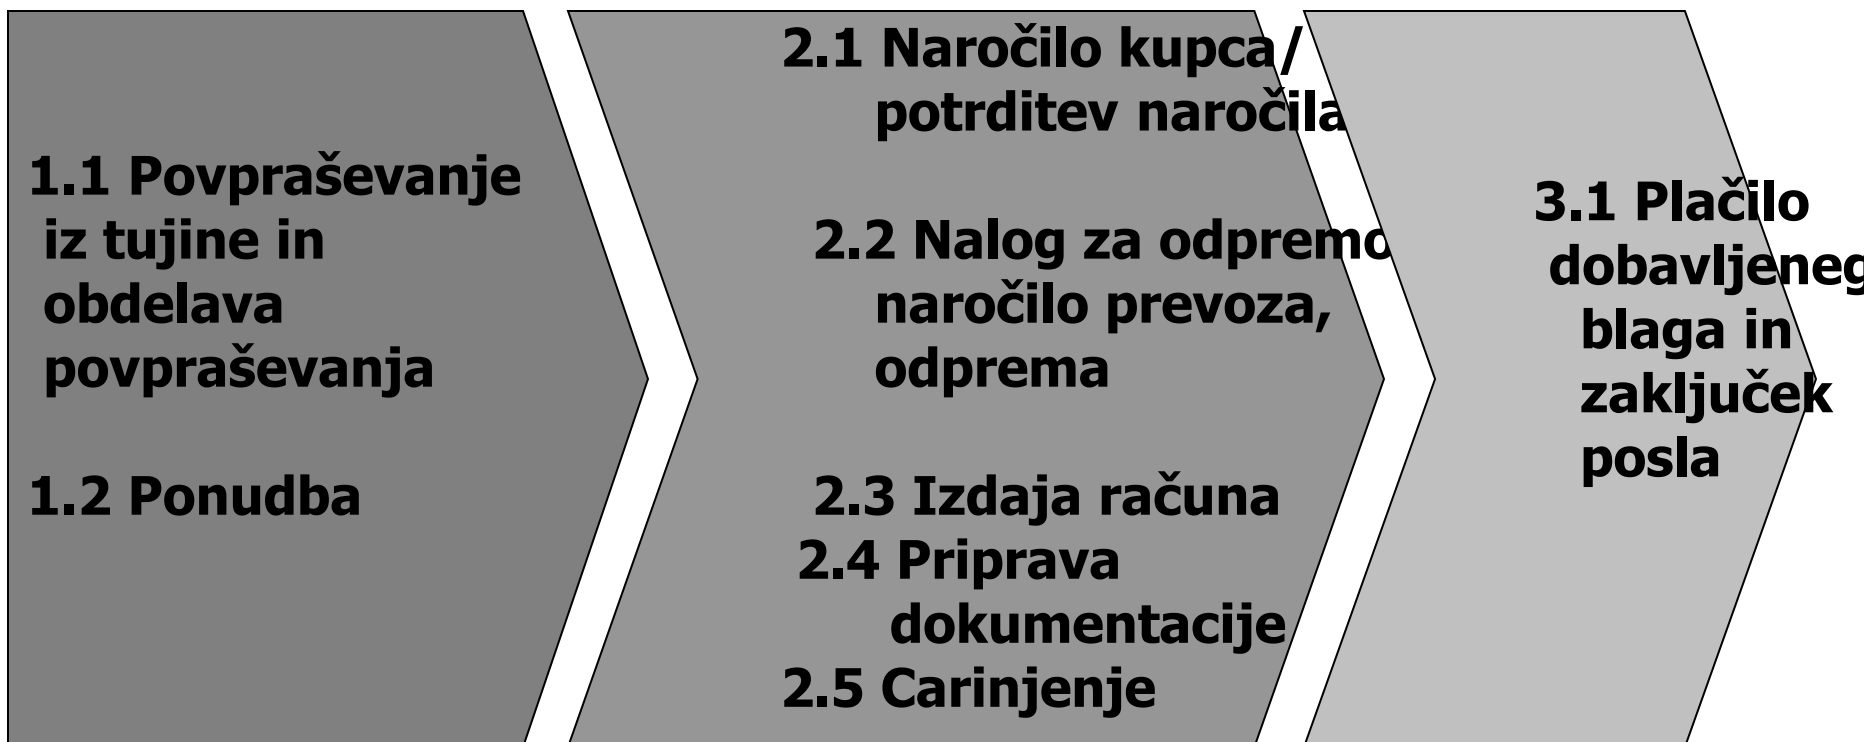 1.1 Povpraševanje
iz tujine in
obdelava
povpraševanja
1.2 Ponudba
2.1 Naročilo kupca/
potrditev naročila
2.2 Nalog za odpremo
naročilo prevoza,
odprema
2.3 Izdaja računa
2.4 Priprava
dokumentacije
2.5 Carinjenje
3.1 Plačilo
dobavljeneg
blaga in
zaključek
posla